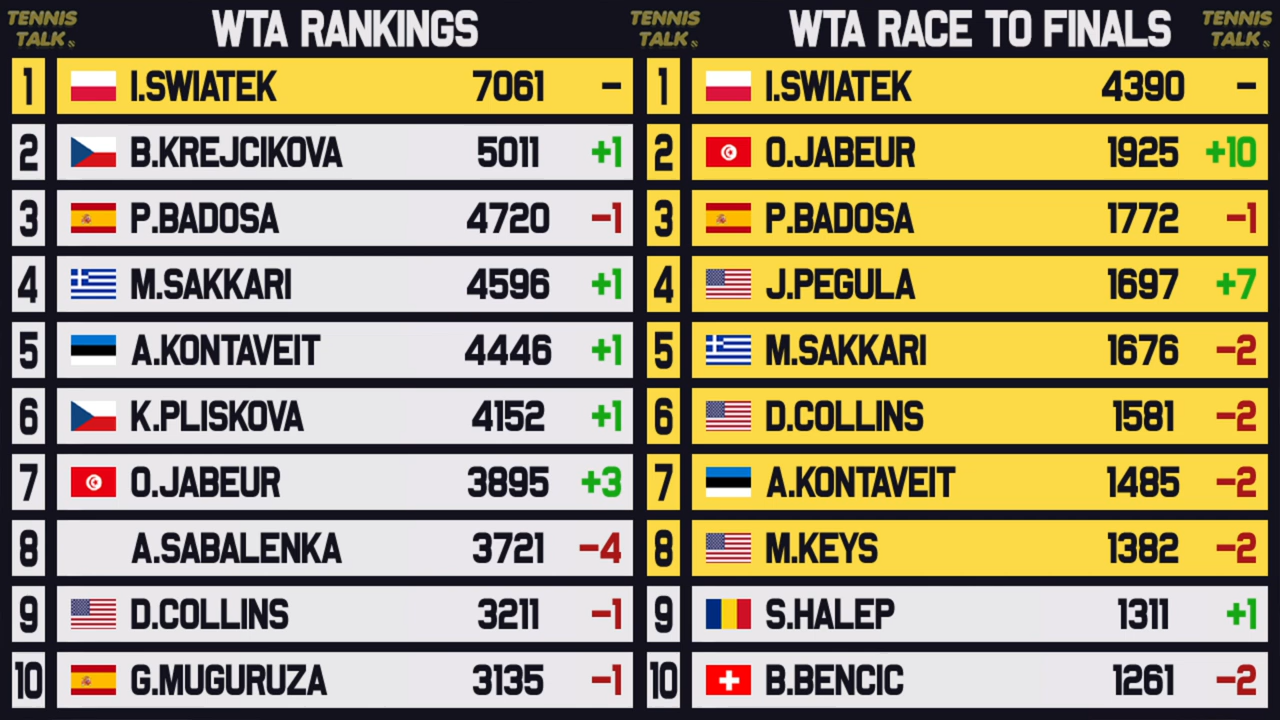 TENNIS TALK WTA RANKINGS
1 I.SWIATEK 7061 -
2 B.KREJCIKOVA 5011 +1
3 P.BADOSA 4720 -1
4 M.SAKKARI 4596 +1
5 A.KONTAVEIT 4446 +1
6 K.PLISKOVA 4152 +1
7 O.JABEUR 3895 +3
8 A.SABALENKA 3721 -4
9 D.COLLINS 3211 -1
10 G.MUGURUZA 3135 -1
TENNIS TALK WTA RACE TO FINALS TENNIS TALK
1 I.SWIATEK 4390 -
2 O.JABEUR 1925 +10
3 P.BADOSA 1772 -1
4 J.PEGULA 1697 +7
5 M.SAKKARI 1676 -2
6 D.COLLINS 1581 -2
7 A.KONTAVEIT 1485 -2
8 M.KEYS 1382 -2
9 S.HALEP 1311 +1
10 B.BENCIC 1261 -2